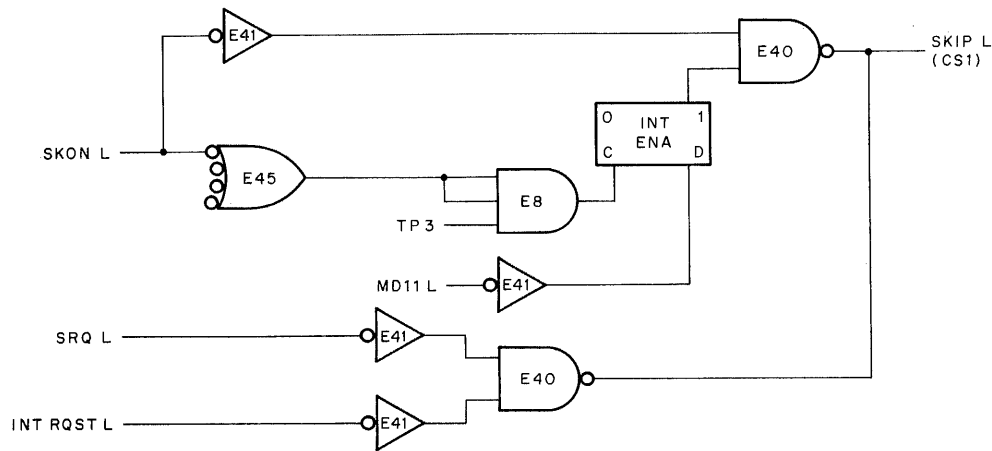 E41
E40
SKIP L
(CS1)
0 INT 1
ENA
C D
SKON L
E45
E8
TP3
MD11 L
E41
SRQ L
E41
E40
INT RQST L
E41